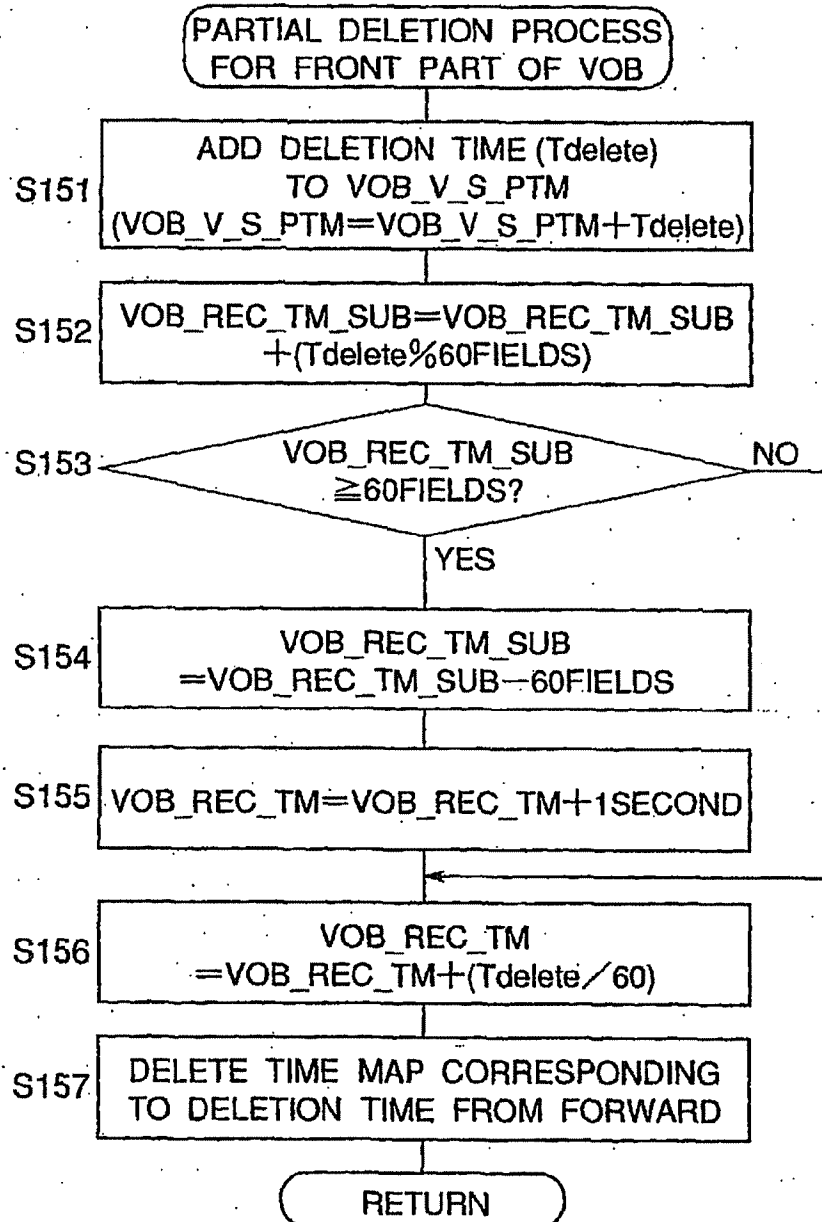 PARTIAL DELETION PROCESS
FOR FRONT PART OF VOB
S151
ADD DELETION TIME (Tdelete)
TO VOB_V_S_PTM
(VOB_V_S_PTM=VOB_V_S_PTM+Tdelete)
S152
VOB_REC_TM_SUB=VOB_REC_TM_SUB
+(Tdelete%60FIELDS)
S153
VOB_REC_TM_SUB
≧60FIELDS?
NO
YES
S154
VOB_REC_TM_SUB
=VOB_REC_TM_SUB-60FIELDS
S155
VOB_REC_TM=VOB_REC_TM+1SECOND
S156
VOB_REC_TM
=VOB_REC_TM+(Tdelete/60)
S157
DELETE TIME MAP CORRESPONDING
TO DELETION TIME FROM FORWARD
RETURN